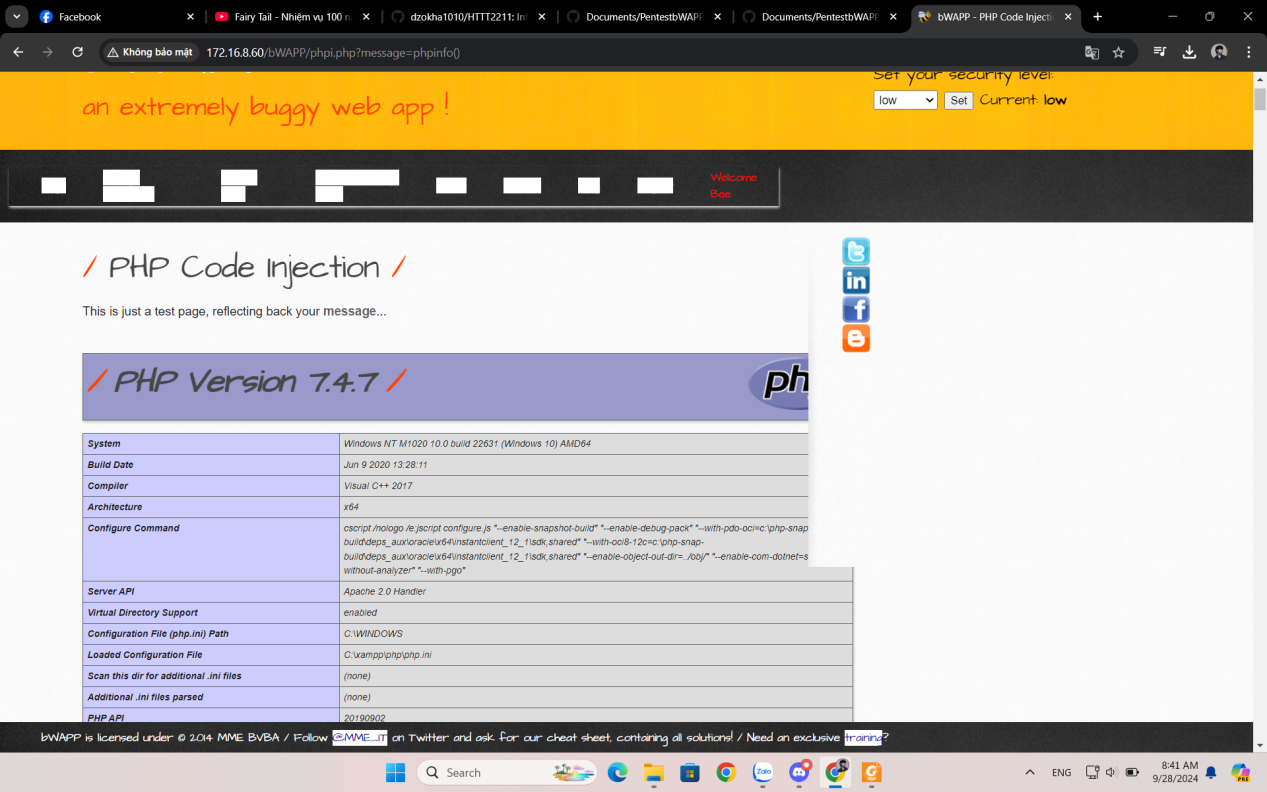 Facebook
Fairy Tail - Nhiệm vụ 100 n
dzokha1010/HTTT2211: In
Documents/PentestbWAPP
Documents/PentestbWAPP
bWAPP - PHP Code Injectio
Không bảo mật
172.16.8.60/bWAPP/phpi.php?message=phpinfo()
Set your security level:
an extremely buggy web app !
low Set Current: low
Welcome
Bee
/ PHP Code Injection /
This is just a test page, reflecting back your message...
/ PHP Version 7.4.7 /
php
System Windows NT M1020 10.0 build 22631 (Windows 10) AMD64
Build Date Jun 9 2020 13:28:11
Compiler Visual C++ 2017
Architecture x64
Configure Command cscript /nologo /e:jscript configure.js "--enable-snapshot-build" "--enable-debug-pack" "--with-pdo-oci=c:\php-snap
build\deps_aux\oracle\x64\instantclient_12_1\sdk,shared" "--with-oci8-12c=c:\php-snap-
build\deps_aux\oracle\x64\instantclient_12_1\sdk,shared" "--enable-object-out-dir=../obj/" "--enable-com-dotnet=s
without-analyzer" "--with-pgo"
Server API Apache 2.0 Handler
Virtual Directory Support enabled
Configuration File (php.ini) Path C:\WINDOWS
Loaded Configuration File C:\xampp\php\php.ini
Scan this dir for additional .ini files (none)
Additional .ini files parsed (none)
PHP API 20190902
bWAPP is licensed under © 2014 MME BVBA / Follow @MME_IT on Twitter and ask for our cheat sheet, containing all solutions! / Need an exclusive training?
Search
Zalo
ENG
8:41 AM
9/28/2024
PRE